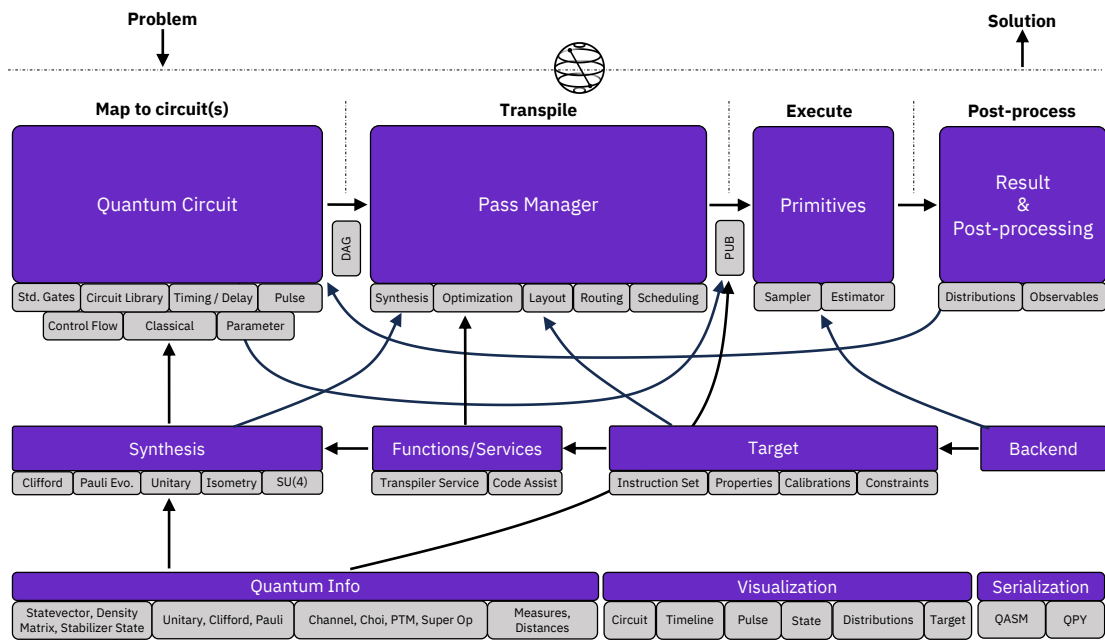 Problem
Solution
Map to circuit(s)
Transpile
Execute
Post-process
Quantum Circuit
DAG
Pass Manager
PUB
Primitives
Result
&
Post-processing
Std. Gates
Circuit Library
Timing / Delay
Pulse
Control Flow
Classical
Parameter
Synthesis
Optimization
Layout
Routing
Scheduling
Sampler
Estimator
Distributions
Observables
Synthesis
Clifford
Pauli Evo.
Unitary
Isometry
SU(4)
Functions/Services
Transpiler Service
Code Assist
Target
Instruction Set
Properties
Calibrations
Constraints
Backend
Quantum Info
Statevector, Density
Matrix, Stabilizer State
Unitary, Clifford, Pauli
Channel, Choi, PTM, Super Op
Measures,
Distances
Visualization
Circuit
Timeline
Pulse
State
Distributions
Target
Serialization
QASM
QPY